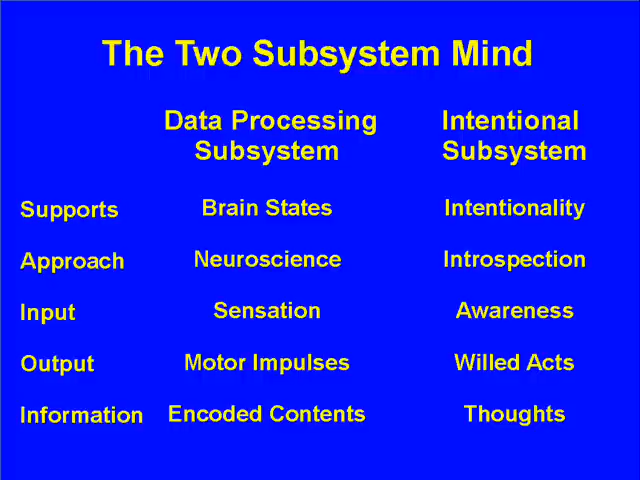 The Two Subsystem Mind
Data Processing Intentional
Subsystem Subsystem
Supports Brain States Intentionality
Approach Neuroscience Introspection
Input Sensation Awareness
Output Motor Impulses Willed Acts
Information Encoded Contents Thoughts